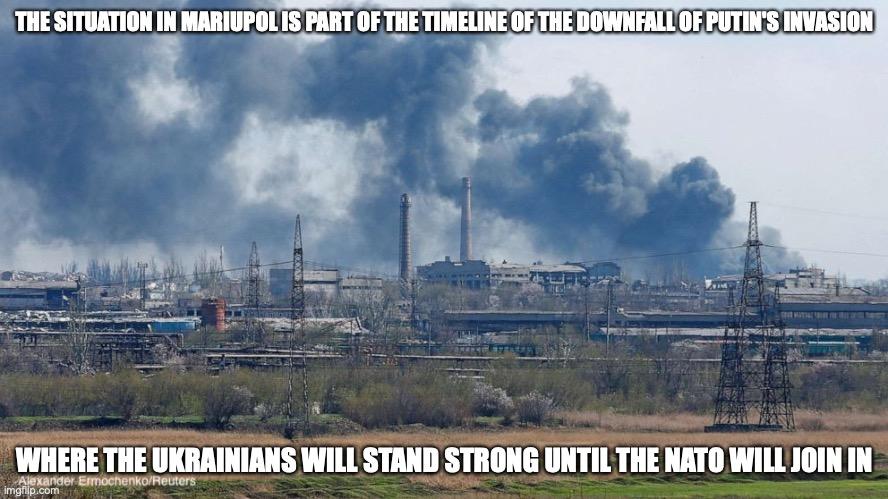 THE SITUATION IN MARIUPOL IS PART OF THE TIMELINE OF THE DOWNFALL OF PUTIN'S INVASION
WHERE THE UKRAINIANS WILL STAND STRONG UNTIL THE NATO WILL JOIN IN
Alexander Ermochenko/Reuters
imgflip.com